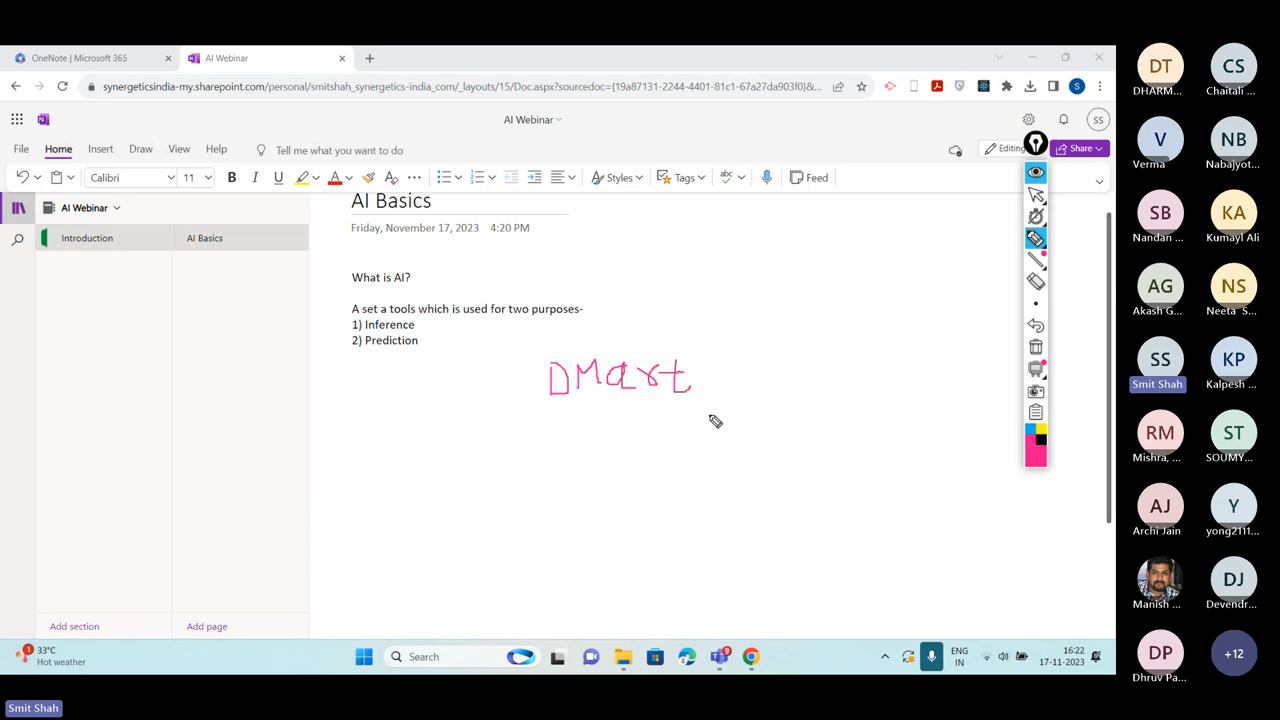 OneNote | Microsoft 365
AI Webinar
synergeticsindia-my.sharepoint.com/personal/smitshah_synergetics-india_com/_layouts/15/Doc.aspx?sourcedoc={19a87131-2244-4401-81c1-67a27da903f0}&...
S
AI Webinar
SS
File Home Insert Draw View Help Tell me what you want to do
Editing
Share
Calibri 11 B I U A A ... Styles Tags abc Feed
AI Webinar
Introduction
AI Basics
AI Basics
Friday, November 17, 2023 4:20 PM
What is AI?
A set a tools which is used for two purposes-
1) Inference
2) Prediction
DMart
Add section
Add page
1
33°C
Hot weather
Search
9
ENG
IN
16:22
17-11-2023
DT
DHARM...
CS
Chaitali ...
V
Verma
NB
Nabajyot...
SB
Nandan ...
KA
Kumayl Ali
AG
Akash G...
NS
Neeta S...
SS
Smit Shah
KP
Kalpesh ...
RM
Mishra, ...
ST
SOUMY...
AJ
Archi Jain
Y
yong2111...
Manish ...
DJ
Devendr...
DP
Dhruv Pa...
+12
Smit Shah